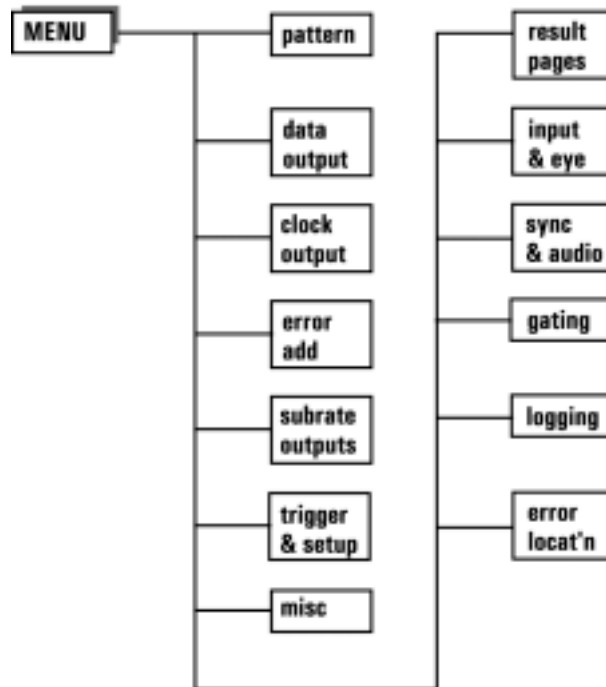 MENU
pattern
data
output
clock
output
error
add
subrate
outputs
trigger
& setup
misc
result
pages
input
& eye
sync
& audio
gating
logging
error
locat'n